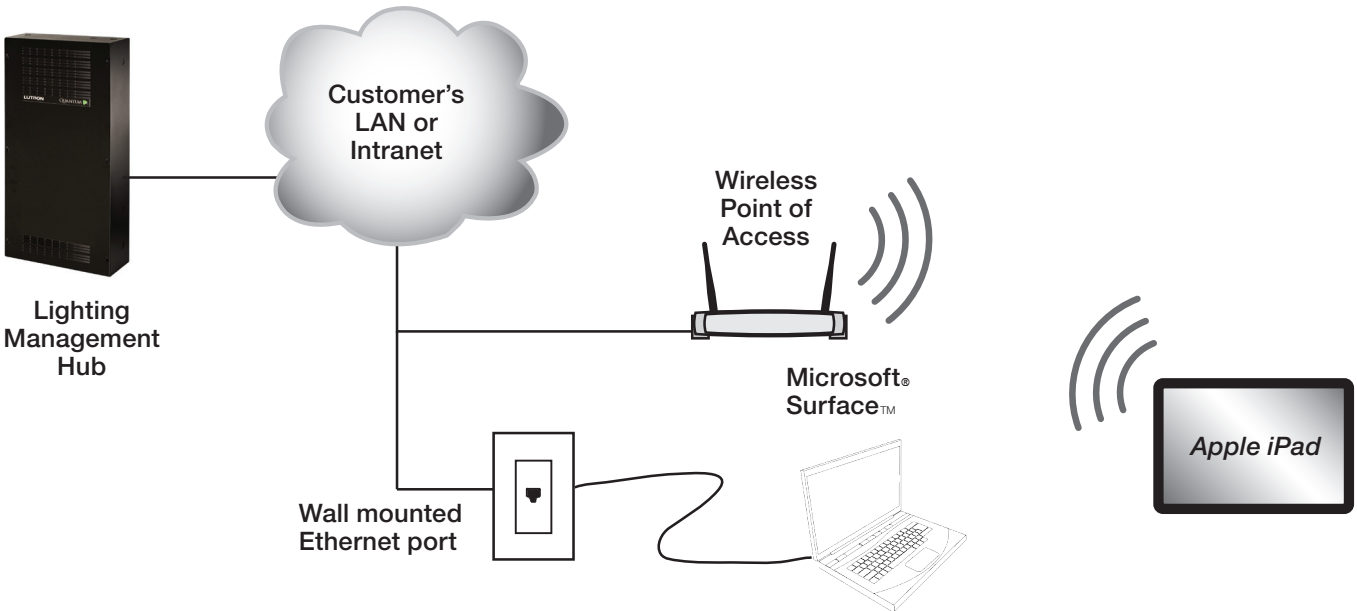 LUTRON
QUANTUM
Customer's
LAN or
Intranet
Lighting
Management
Hub
Wireless
Point of
Access
Microsoft®
Surface™
Apple iPad
Wall mounted
Ethernet port